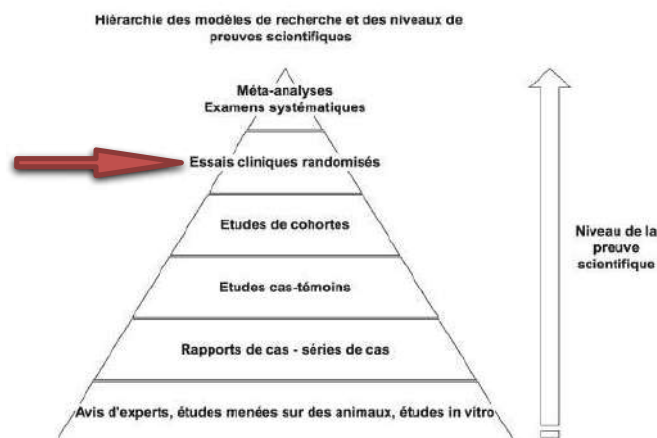 Hiérarchie des modèles de recherche et des niveaux de
preuves scientifiques
Méta-analyses
Examens systématiques
Essais cliniques randomisés
Etudes de cohortes
Etudes cas-témoins
Rapports de cas - séries de cas
Avis d'experts, études menées sur des animaux, études in vitro
Niveau de la
preuve
scientifique